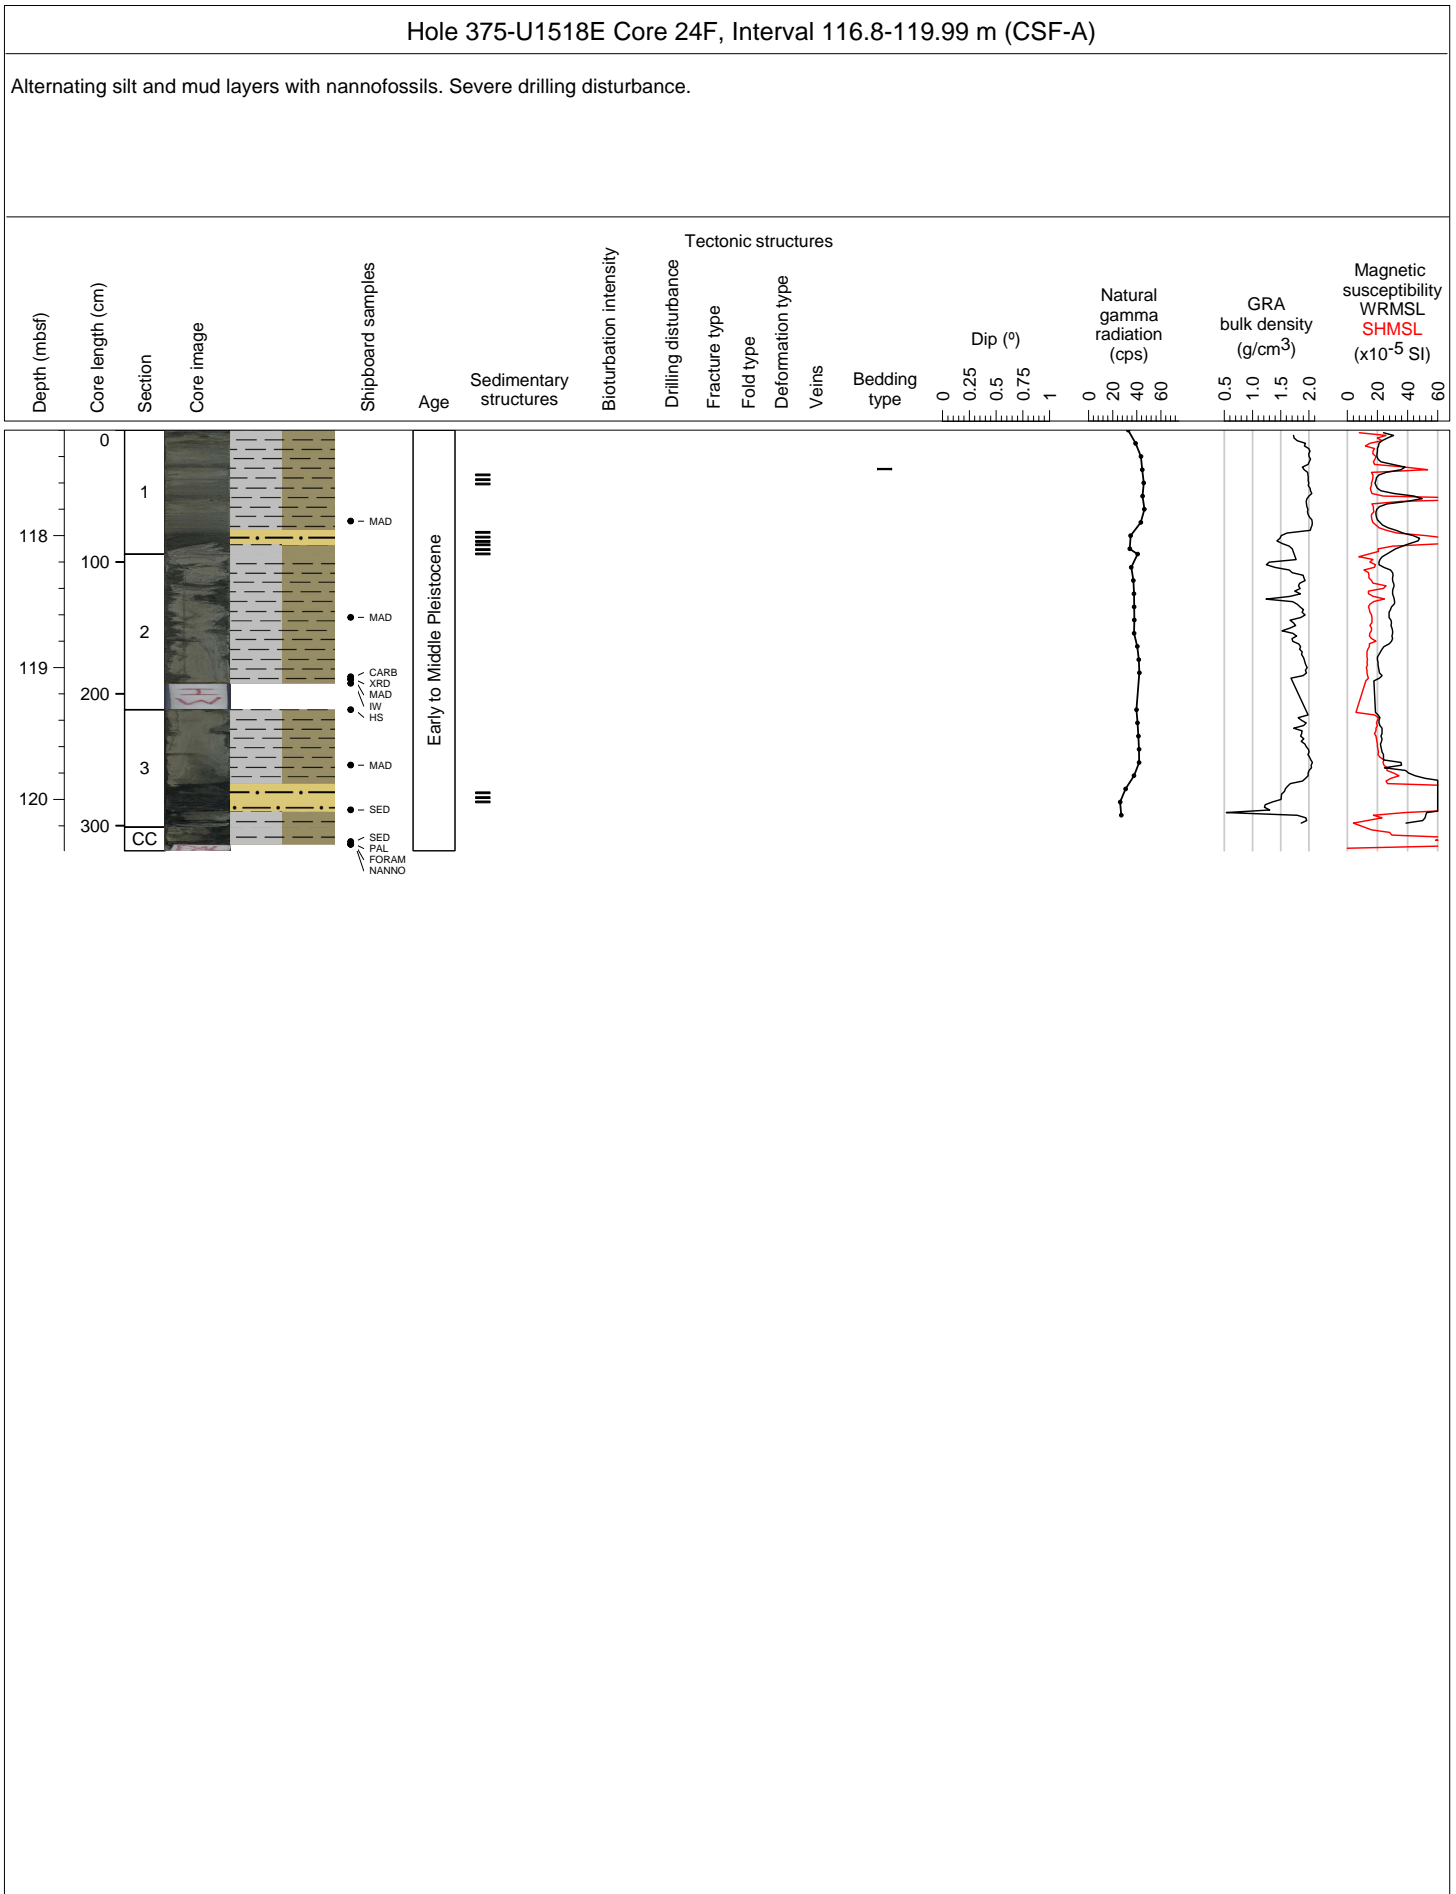 Hole 375-U1518E Core 24F, Interval 116.8-119.99 m (CSF-A)
Alternating silt and mud layers with nannofossils. Severe drilling disturbance.
Tectonic structures
Depth (mbsf)
Core length (cm)
Section
Core image
Shipboard samples
Age
Sedimentary
structures
Bioturbation intensity
Drilling disturbance
Fracture type
Fold type
Deformation type
Veins
Bedding
type
Dip (º)
0 0.25 0.5 0.75 1
Natural
gamma
radiation
(cps)
0 20 40 60
GRA
bulk density
(g/cm3)
0.5 1.0 1.5 2.0
Magnetic
susceptibility
WRMSL
SHMSL
(x10-5 SI)
0 20 40 60
118
119
120
0
100
200
300
1
2
3
CC
MAD
MAD
CARB
XRD
MAD
IW
HS
MAD
SED
SED
PAL
FORAM
NANNO
Early to Middle Pleistocene